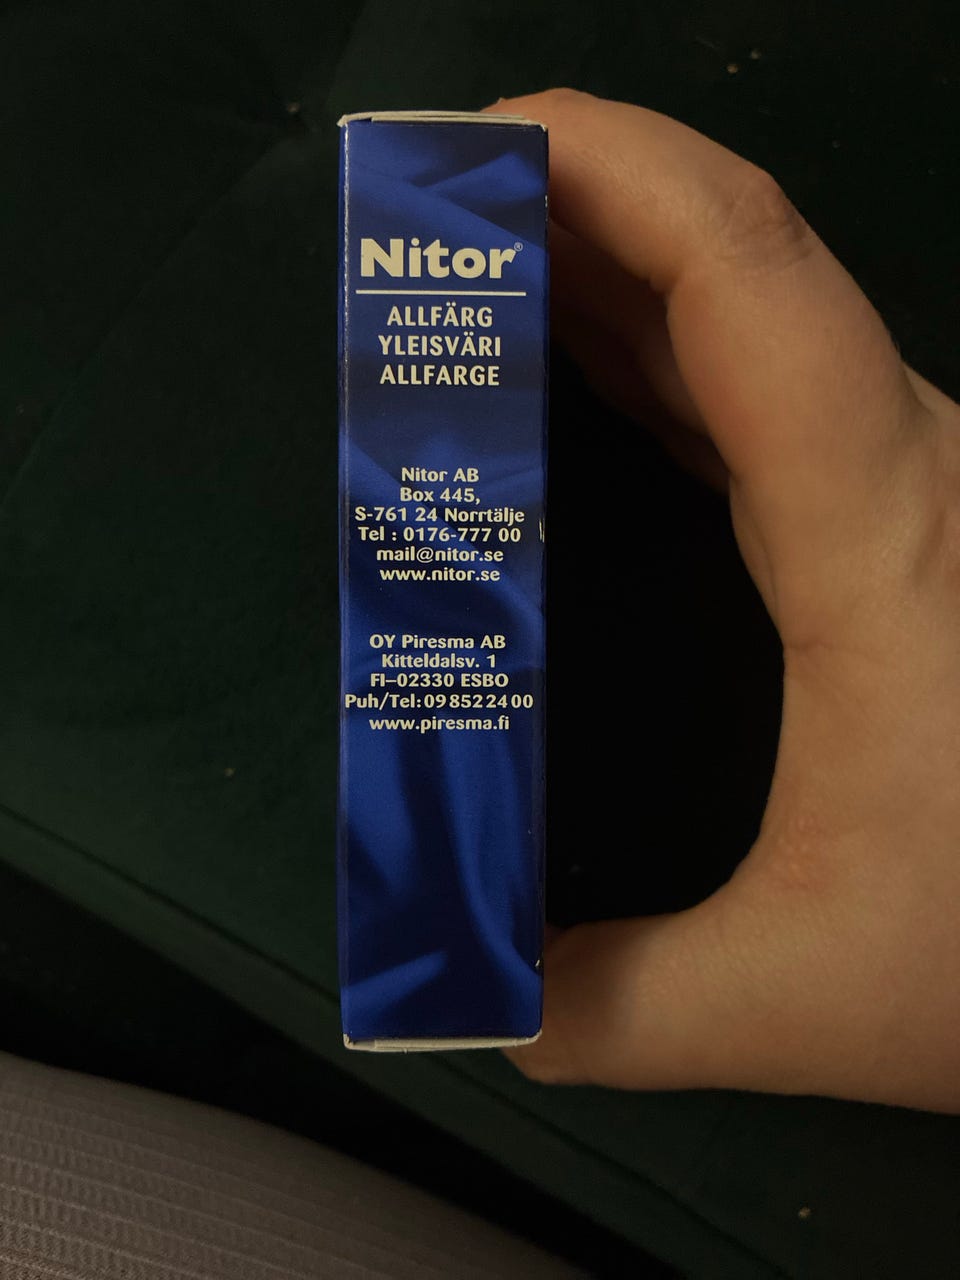 Nitor®
ALLFÄRG
YLEISVÄRI
ALLFARGE
Nitor AB
Box 445,
S-761 24 Norrtälje
Tel : 0176-777 00
mail@nitor.se
www.nitor.se
OY Piresma AB
Kitteldalsv. 1
FI–02330 ESBO
Puh/Tel:09 852 24 00
www.piresma.fi